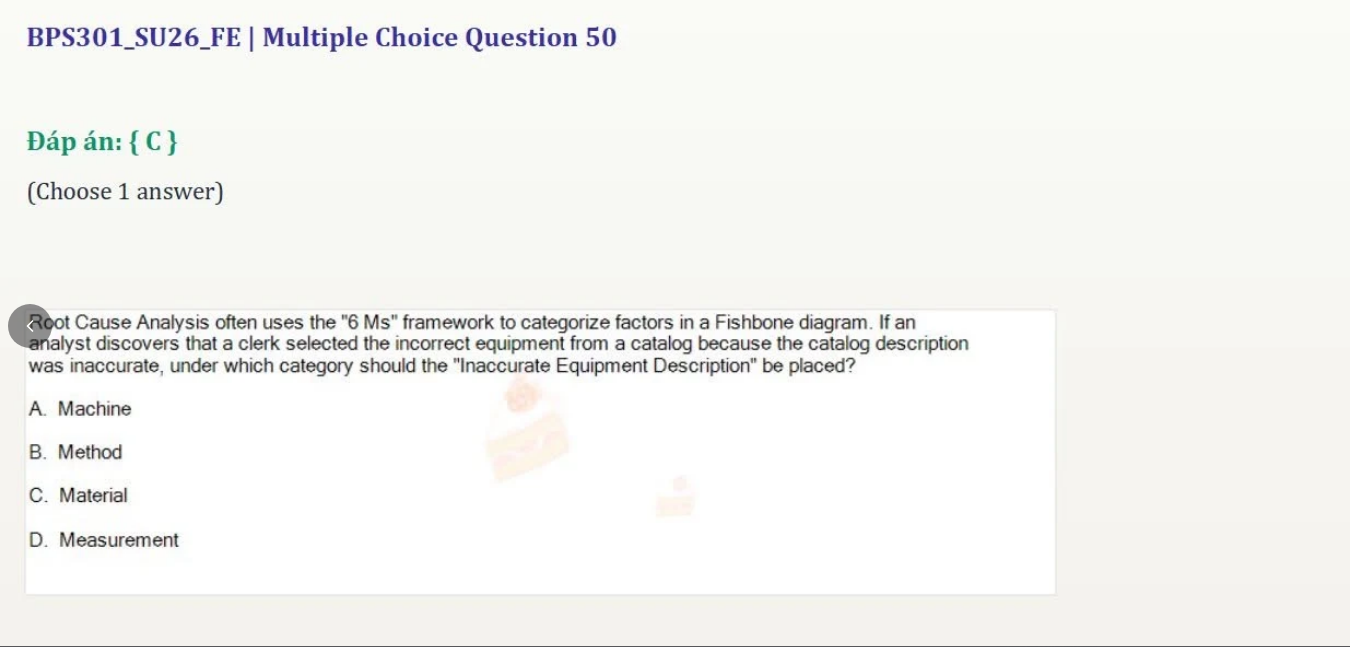 BPS301_SU26_FE | Multiple Choice Question 50
Đáp án: { C }
(Choose 1 answer)
Root Cause Analysis often uses the "6 Ms" framework to categorize factors in a Fishbone diagram. If an
analyst discovers that a clerk selected the incorrect equipment from a catalog because the catalog description
was inaccurate, under which category should the "Inaccurate Equipment Description" be placed?
A. Machine
B. Method
C. Material
D. Measurement